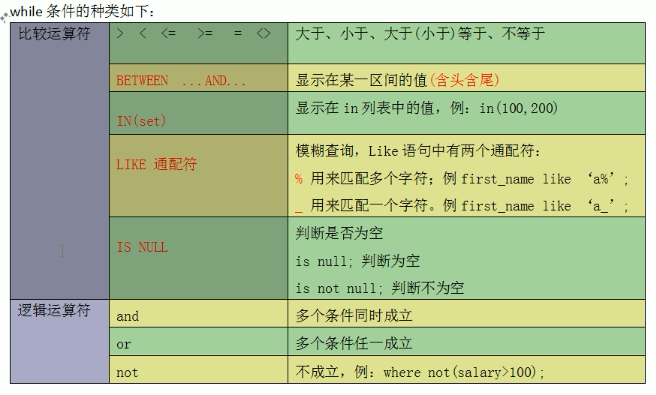 while 条件的种类如下:
比较运算符
> < <= >= = <>
大于、小于、大于(小于)等于、不等于
BETWEEN ...AND...
显示在某一区间的值(含头含尾)
IN(set)
显示在 in 列表中的值，例：in(100,200)
LIKE 通配符
模糊查询，Like 语句中有两个通配符：
% 用来匹配多个字符；例 first_name like ‘a%’;
_ 用来匹配一个字符。例 first_name like ‘a_’;
IS NULL
判断是否为空
is null; 判断为空
is not null; 判断不为空
逻辑运算符
and
多个条件同时成立
or
多个条件任一成立
not
不成立，例：where not(salary>100);